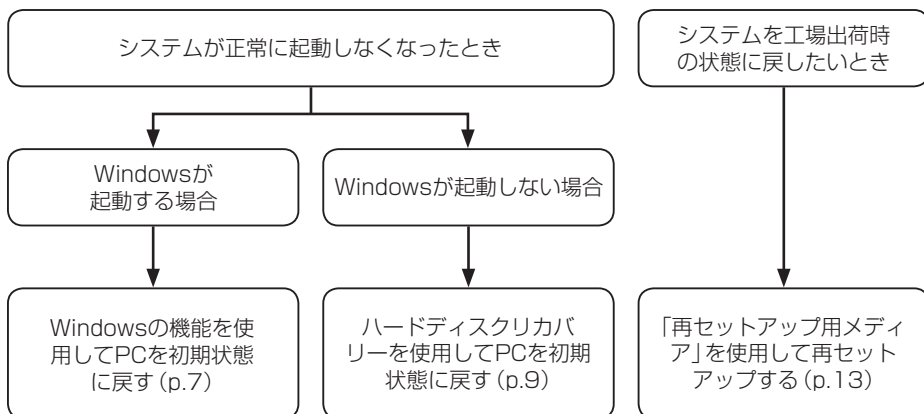 システムが正常に起動しなくなったとき
システムを工場出荷時
の状態に戻したいとき
Windowsが
起動する場合
Windowsが起動しない場合
Windowsの機能を使
用してPCを初期状態
に戻す（p.7）
ハードディスクリカバ
リーを使用してPCを初期
状態に戻す（p.9）
「再セットアップ用メディ
ア」を使用して再セット
アップする（p.13）